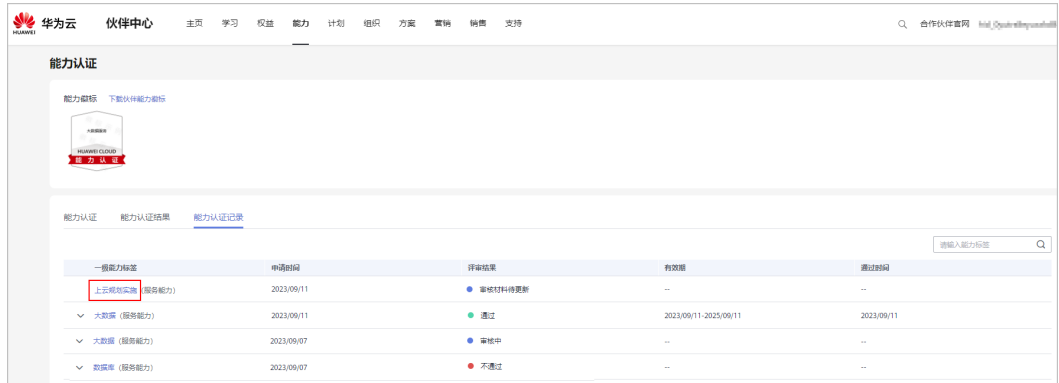 HUAWEI 华为云 伙伴中心 主页 学习 权益 能力 计划 组织 方案 营销 销售 支持 合作伙伴官网
能力认证
能力徽标 下载伙伴能力徽标
大数据服务
HUAWEI CLOUD
能力认证
能力认证 能力认证结果 能力认证记录
请输入能力标签
一级能力标签 申请时间 评审结果 有效期 通过时间
上云规划实施 (服务能力) 2023/09/11 审核材料待更新 -- --
大数据 (服务能力) 2023/09/11 通过 2023/09/11-2025/09/11 2023/09/11
大数据 (服务能力) 2023/09/07 审核中 -- --
数据库 (服务能力) 2023/09/07 不通过 -- --